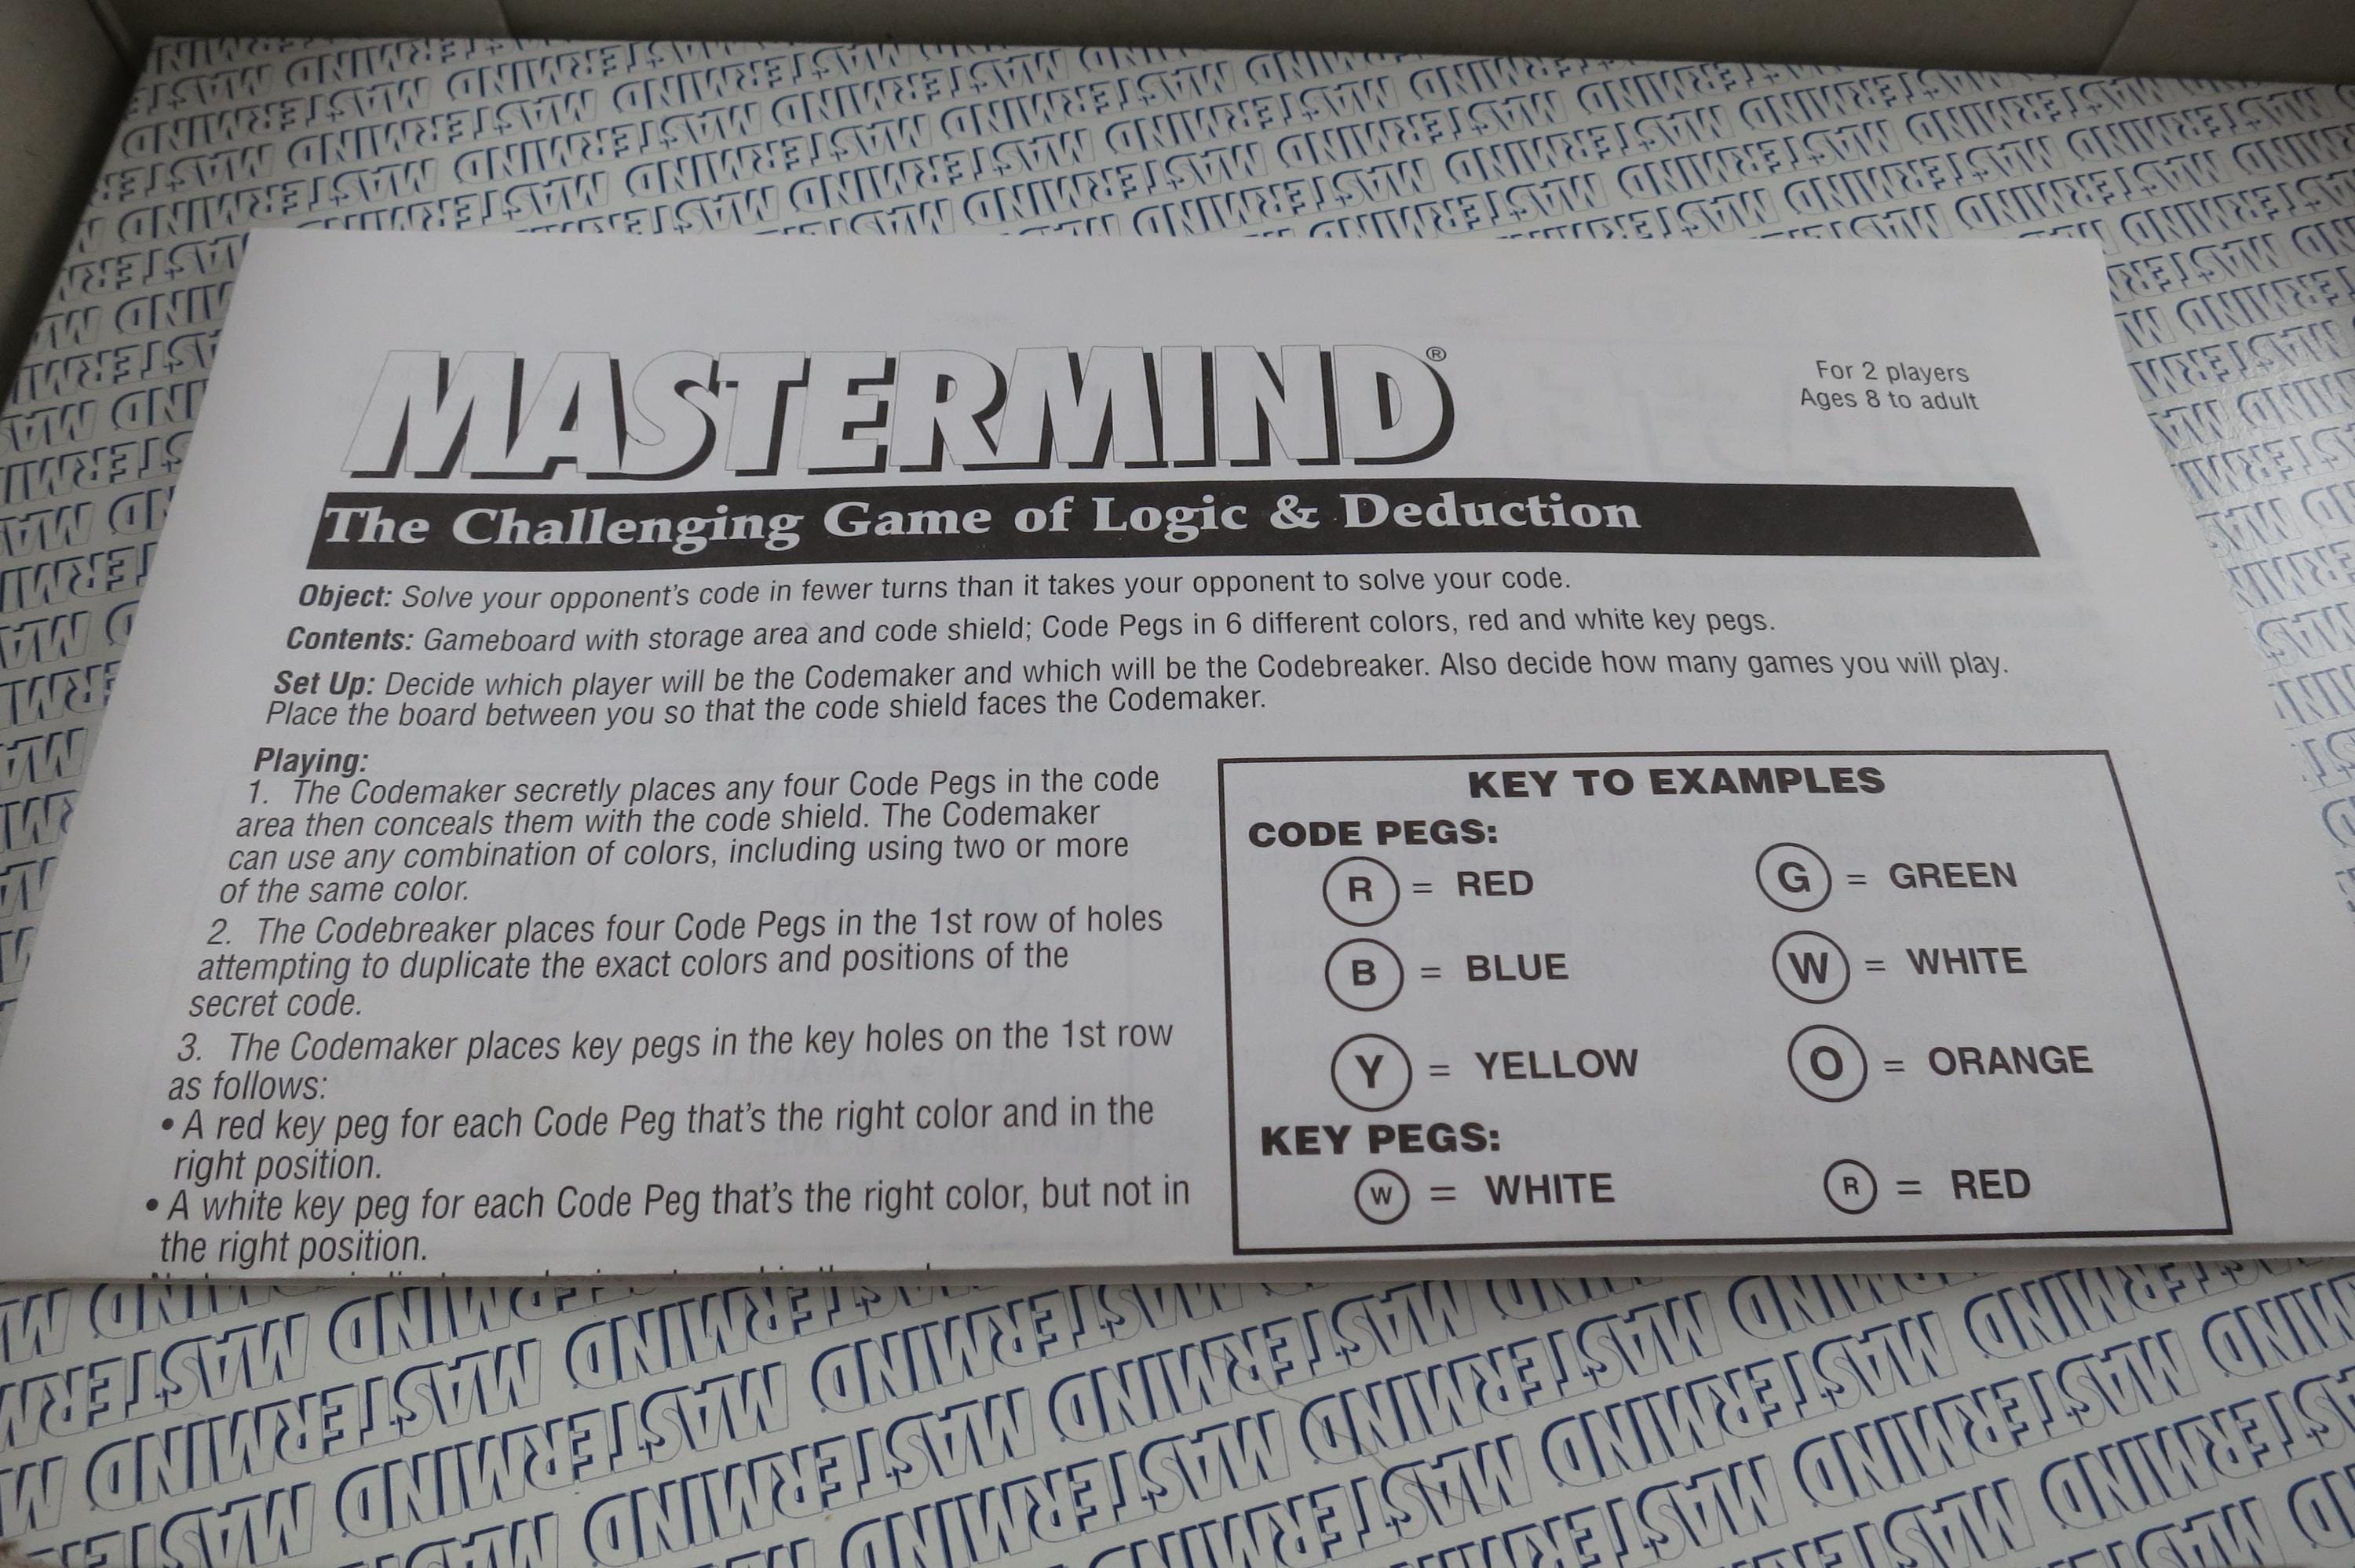 MASTERMIND®
For 2 players
Ages 8 to adult
The Challenging Game of Logic & Deduction
Object: Solve your opponent's code in fewer turns than it takes your opponent to solve your code.
Contents: Gameboard with storage area and code shield; Code Pegs in 6 different colors, red and white key pegs.
Set Up: Decide which player will be the Codemaker and which will be the Codebreaker. Also decide how many games you will play.
Place the board between you so that the code shield faces the Codemaker.
Playing:
1. The Codemaker secretly places any four Code Pegs in the code
area then conceals them with the code shield. The Codemaker
can use any combination of colors, including using two or more
of the same color.
2. The Codebreaker places four Code Pegs in the 1st row of holes
attempting to duplicate the exact colors and positions of the
secret code.
3. The Codemaker places key pegs in the key holes on the 1st row
as follows:
• A red key peg for each Code Peg that's the right color and in the
right position.
• A white key peg for each Code Peg that's the right color, but not in
the right position.
KEY TO EXAMPLES
CODE PEGS:
R = RED
G = GREEN
B = BLUE
W = WHITE
Y = YELLOW
O = ORANGE
KEY PEGS:
W = WHITE
R = RED